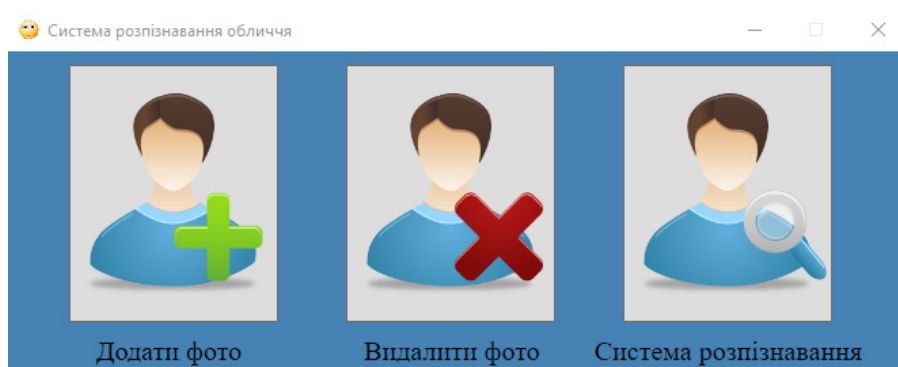 Система розпізнавання обличчя
Додати фото
Видалити фото
Система розпізнавання